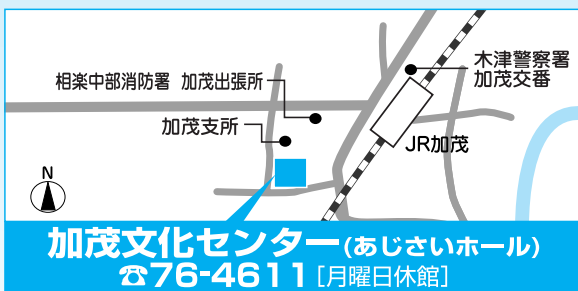 木津警察署
加茂交番
相楽中部消防署 加茂出張所
加茂支所
JR加茂
N
加茂文化センター(あじさいホール)
☎76-4611[月曜日休館]